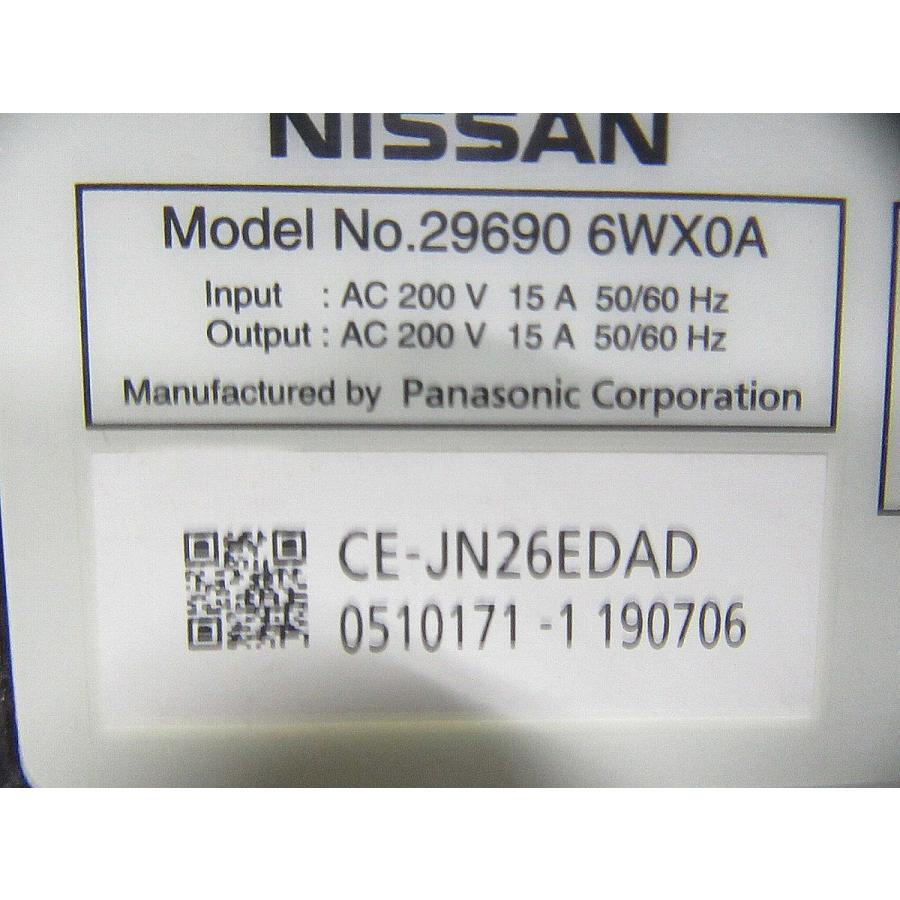 NISSAN
Model No.29690 6WX0A
Input : AC 200 V 15 A 50/60 Hz
Output : AC 200 V 15 A 50/60 Hz
Manufactured by Panasonic Corporation
CE-JN26EDAD
0510171 -1 190706